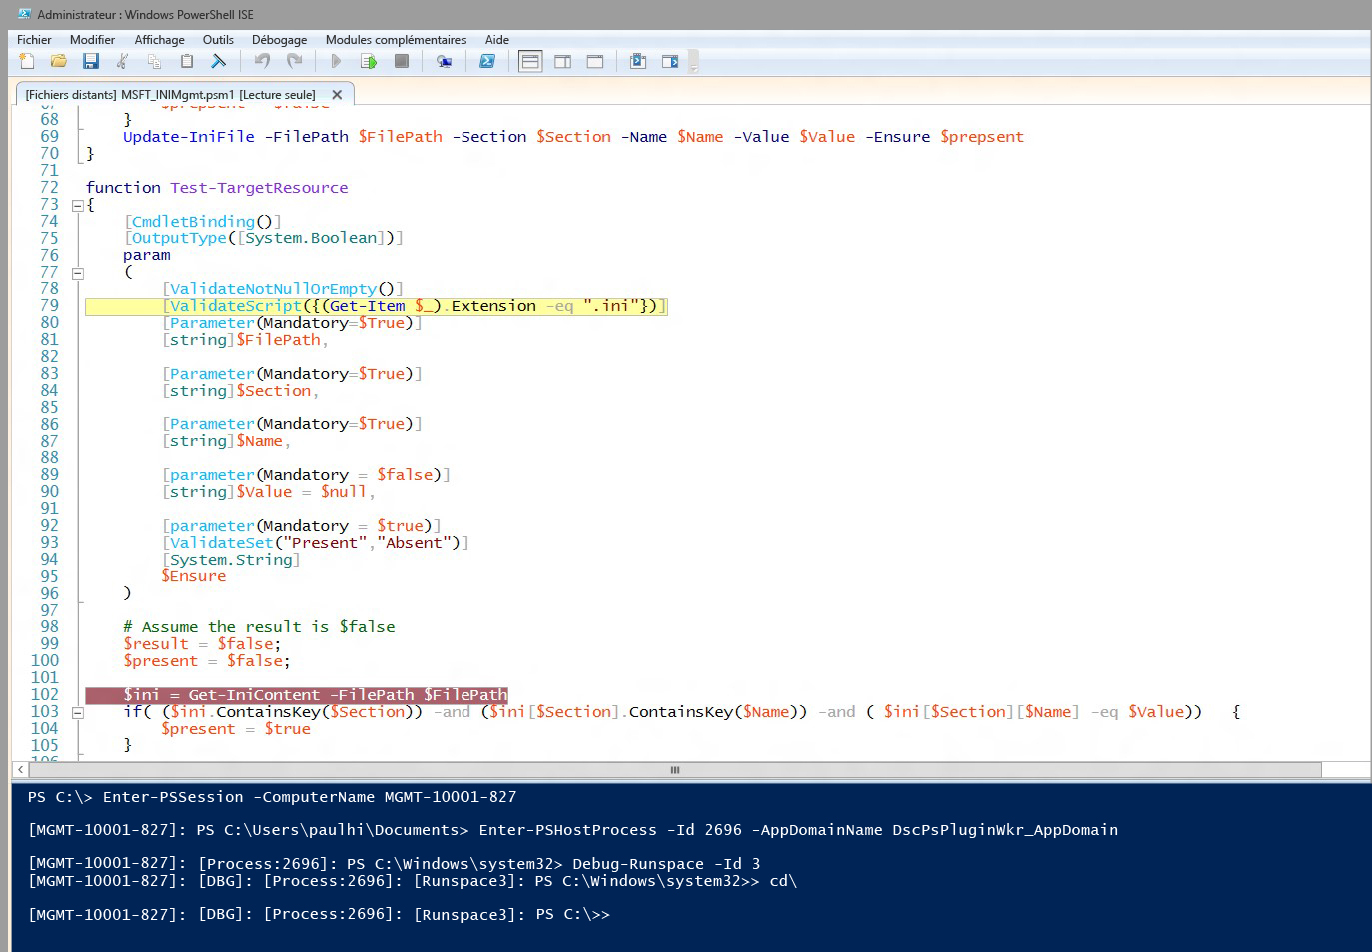 Administrateur : Windows PowerShell ISE
Fichier Modifier Affichage Outils Débogage Modules complémentaires Aide
[Fichiers distants] MSFT_INIMgmt.psm1 [Lecture seule]
68 }
69 Update-IniFile -FilePath $FilePath -Section $Section -Name $Name -Value $Value -Ensure $prepsent
70 }
71
72 function Test-TargetResource
73 {
74 [CmdletBinding()]
75 [OutputType([System.Boolean])]
76 param
77 (
78 [ValidateNotNullOrEmpty()]
79 [ValidateScript({(Get-Item $_).Extension -eq ".ini"})]
80 [Parameter(Mandatory=$True)]
81 [string]$FilePath,
82
83 [Parameter(Mandatory=$True)]
84 [string]$Section,
85
86 [Parameter(Mandatory=$True)]
87 [string]$Name,
88
89 [parameter(Mandatory = $false)]
90 [string]$Value = $null,
91
92 [parameter(Mandatory = $true)]
93 [ValidateSet("Present","Absent")]
94 [System.String]
95 $Ensure
96 )
97
98 # Assume the result is $false
99 $result = $false;
100 $present = $false;
101
102 $ini = Get-IniContent -FilePath $FilePath
103 if( ($ini.ContainsKey($Section)) -and ($ini[$Section].ContainsKey($Name)) -and ( $ini[$Section][$Name] -eq $Value)) {
104 $present = $true
105 }
PS C:\> Enter-PSSession -ComputerName MGMT-10001-827
[MGMT-10001-827]: PS C:\Users\paulhi\Documents> Enter-PSHostProcess -Id 2696 -AppDomainName DscPsPluginWkr_AppDomain
[MGMT-10001-827]: [Process:2696]: PS C:\Windows\system32> Debug-Runspace -Id 3
[MGMT-10001-827]: [DBG]: [Process:2696]: [Runspace3]: PS C:\Windows\system32>> cd\
[MGMT-10001-827]: [DBG]: [Process:2696]: [Runspace3]: PS C:\>>